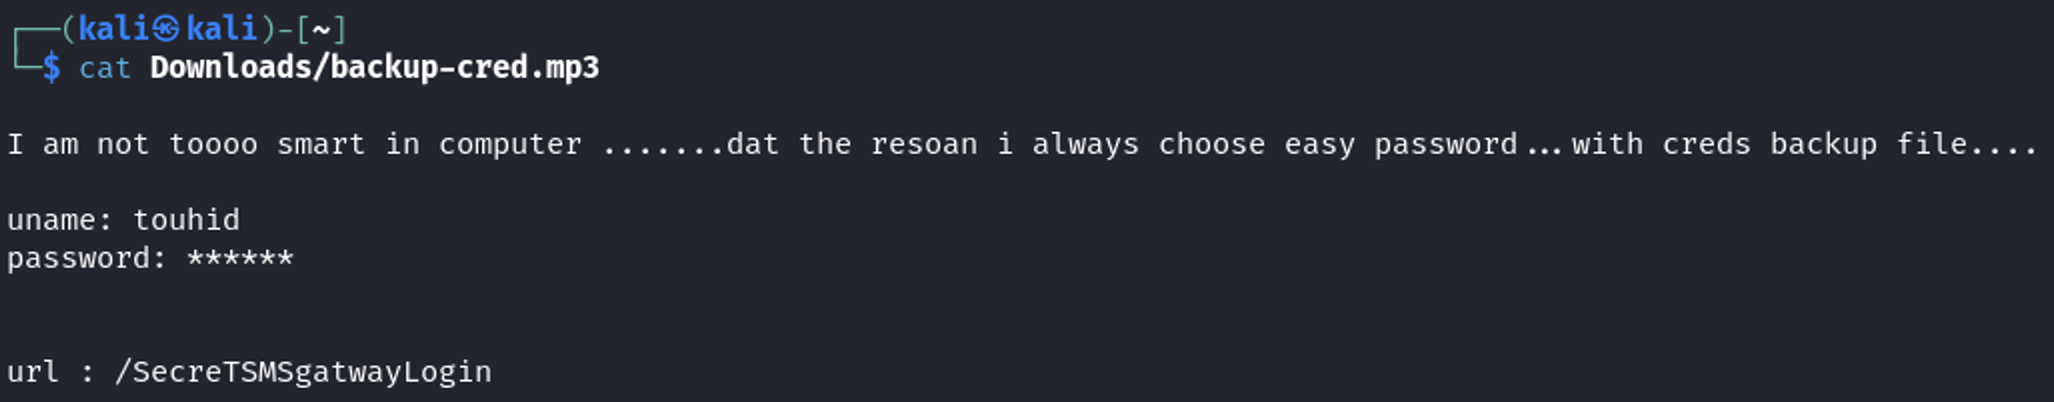 ┌──(kali㉿kali)-[~]
└─$ cat Downloads/backup-cred.mp3
I am not toooo smart in computer .......dat the resoan i always choose easy password...with creds backup file....
uname: touhid
password: ******
url : /SecreTSMSgatwayLogin